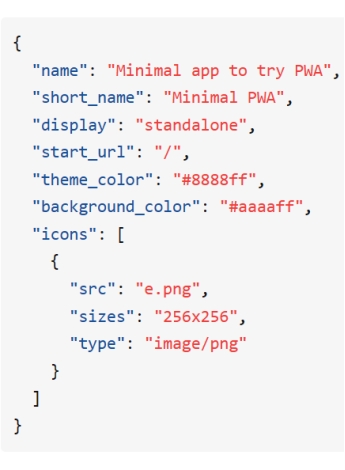 {
  "name": "Minimal app to try PWA",
  "short_name": "Minimal PWA",
  "display": "standalone",
  "start_url": "/",
  "theme_color": "#8888ff",
  "background_color": "#aaaaff",
  "icons": [
    {
      "src": "e.png",
      "sizes": "256x256",
      "type": "image/png"
    }
  ]
}